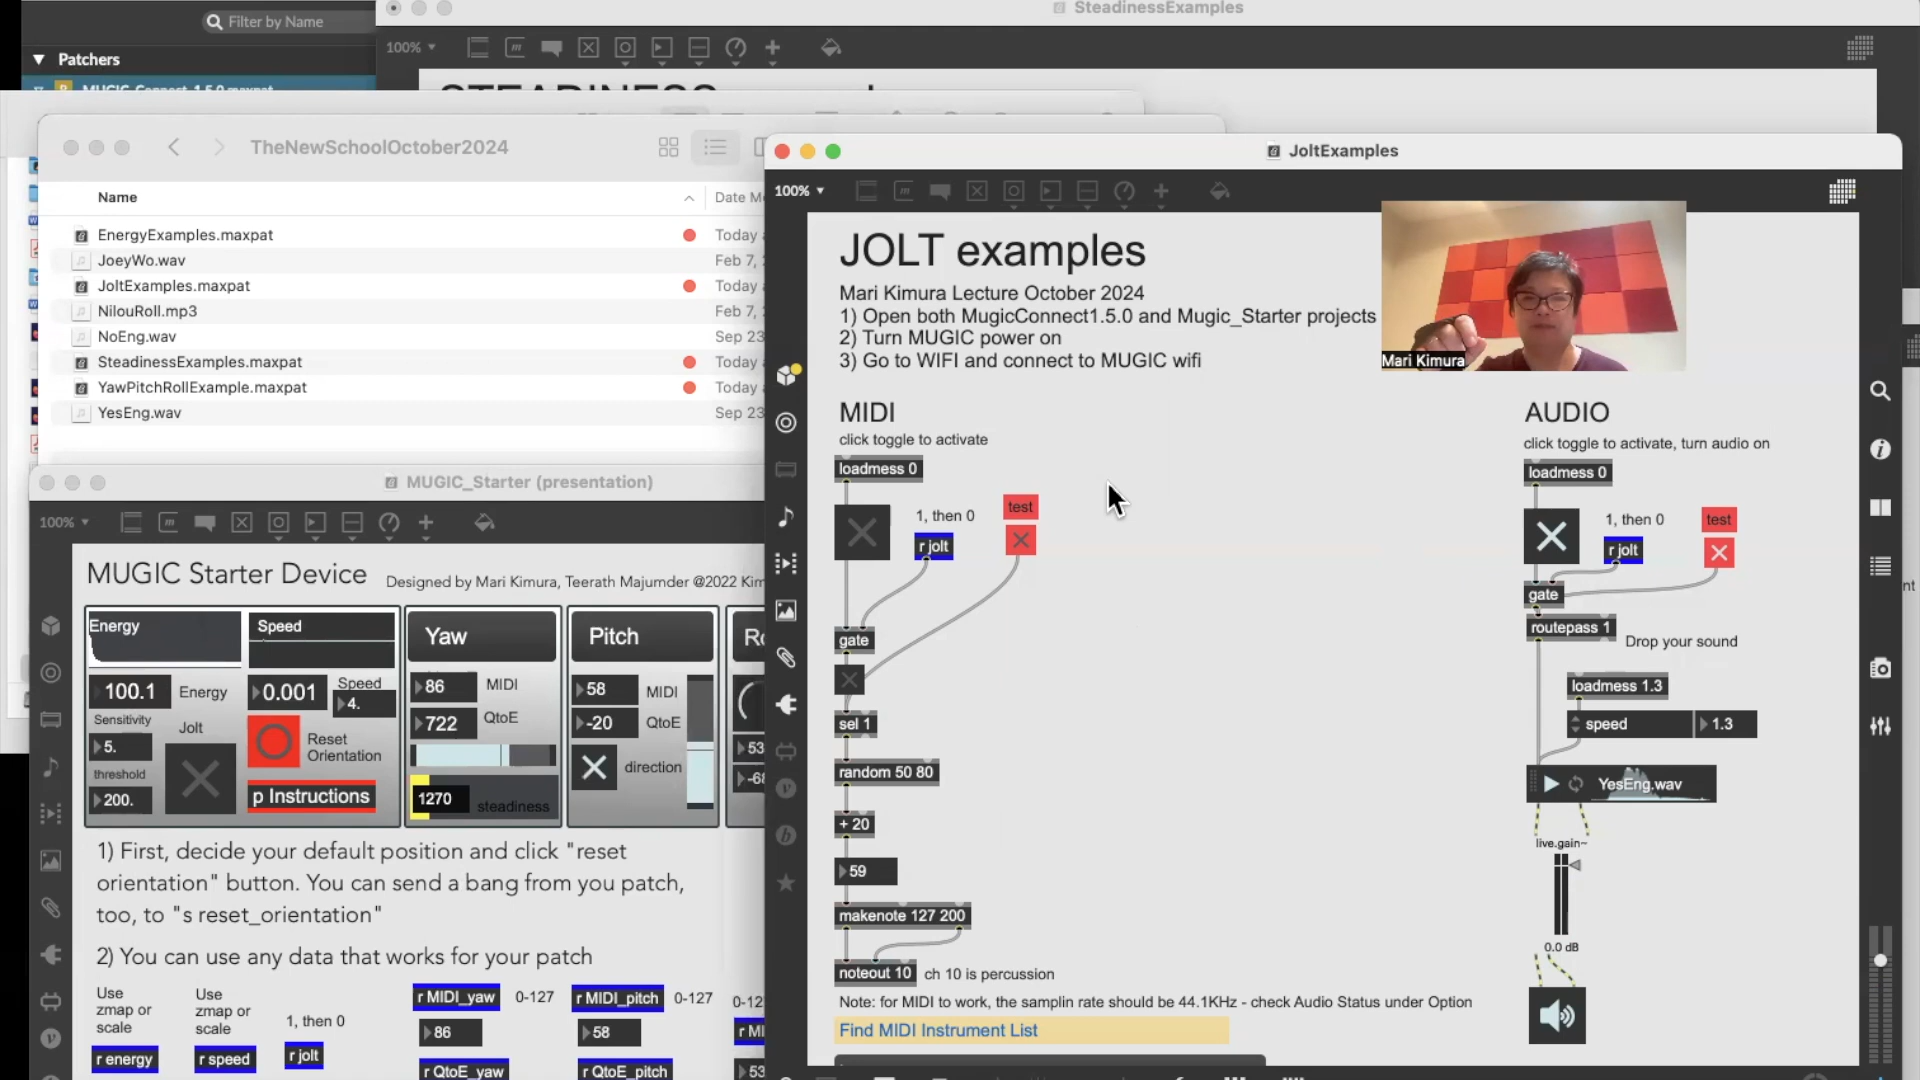 Filter by Name
SteadinessExamples
Patchers
100%
TheNewSchoolOctober2024
JoltExamples
Name
Date
100%
EnergyExamples.maxpat
Today
JoeyWo.wav
Feb 7,
JoltExamples.maxpat
Today
NilouRoll.mp3
Feb 7,
NoEng.wav
Sep 23
SteadinessExamples.maxpat
Today
YawPitchRollExample.maxpat
Today
YesEng.wav
Sep 23
JOLT examples
Mari Kimura Lecture October 2024
1) Open both MugicConnect1.5.0 and Mugic_Starter projects
2) Turn MUGIC power on
3) Go to WIFI and connect to MUGIC wifi
Mari Kimura
MIDI
click toggle to activate
loadmess 0
1, then 0
test
r jolt
gate
sel 1
random 50 80
+ 20
59
makenote 127 200
noteout 10
ch 10 is percussion
Note: for MIDI to work, the samplin rate should be 44.1KHz - check Audio Status under Option
Find MIDI Instrument List
AUDIO
click toggle to activate, turn audio on
loadmess 0
1, then 0
test
r jolt
gate
routepass 1
Drop your sound
loadmess 1.3
speed
1.3
YesEng.wav
live.gain~
0.0 dB
MUGIC_Starter (presentation)
100%
MUGIC Starter Device
Designed by Mari Kimura, Teerath Majumder @2022
Energy
Speed
Yaw
Pitch
100.1
Energy
0.001
Speed
4.
86
MIDI
58
MIDI
Sensitivity
Jolt
722
QtoE
-20
QtoE
5.
Reset
Orientation
53
direction
threshold
200.
p Instructions
1270
steadiness
1) First, decide your default position and click "reset
orientation" button. You can send a bang from you patch,
too, to "s reset_orientation"
2) You can use any data that works for your patch
Use
zmap or
scale
Use
zmap or
scale
1, then 0
r MIDI_yaw
0-127
r MIDI_pitch
0-127
86
58
r energy
r speed
r jolt
r QtoE_yaw
r QtoE_pitch
53